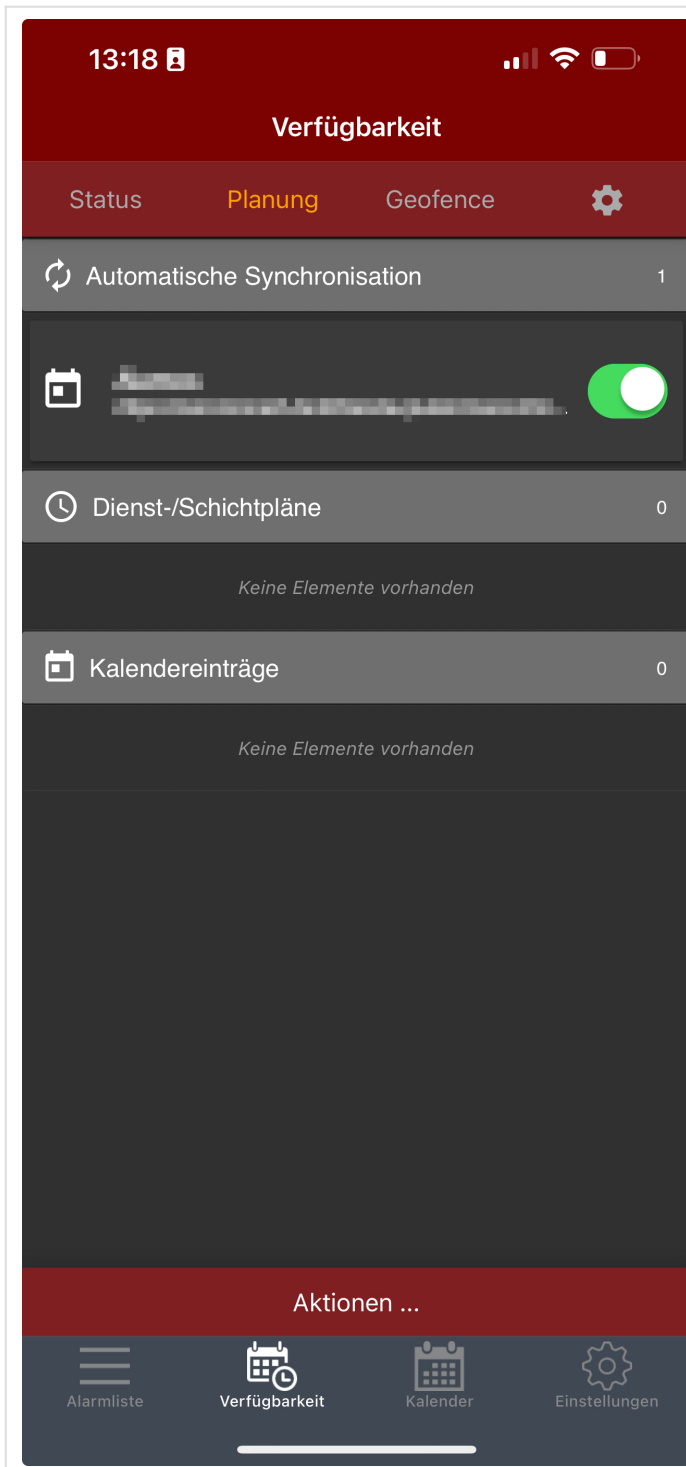 13:18
Verfügbarkeit
Status Planung Geofence
Automatische Synchronisation 1
Dienst-/Schichtpläne 0
Keine Elemente vorhanden
Kalendereinträge 0
Keine Elemente vorhanden
Aktionen ...
Alarmliste Verfügbarkeit Kalender Einstellungen